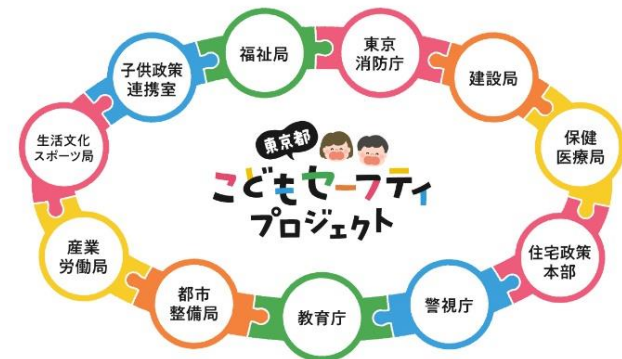 福祉局
東京
消防庁
建設局
保健
医療局
住宅政策
本部
警視庁
教育庁
都市
整備局
産業
労働局
生活文化
スポーツ局
子供政策
連携室
東京都
こどもセーフティ
プロジェクト